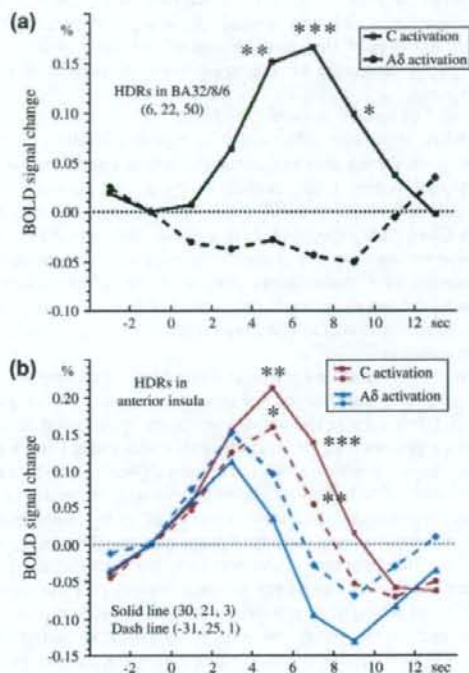 (a)
%
***
**
*
C activation
Aδ activation
HDRs in BA32/8/6
(6, 22, 50)
BOLD signal change
0.15
0.10
0.05
0.00
-0.05
-0.10
-2 0 1 4 6 7 10 12 sec
(b)
%
HDRs in
anterior insula
**
*
***
**
C activation
Aδ activation
BOLD signal change
0.20
0.15
0.10
0.05
0.00
-0.05
-0.10
-0.15
Solid line (30, 21, 3)
Dash line (-31, 25, 1)
-2 0 1 4 6 7 10 12 sec